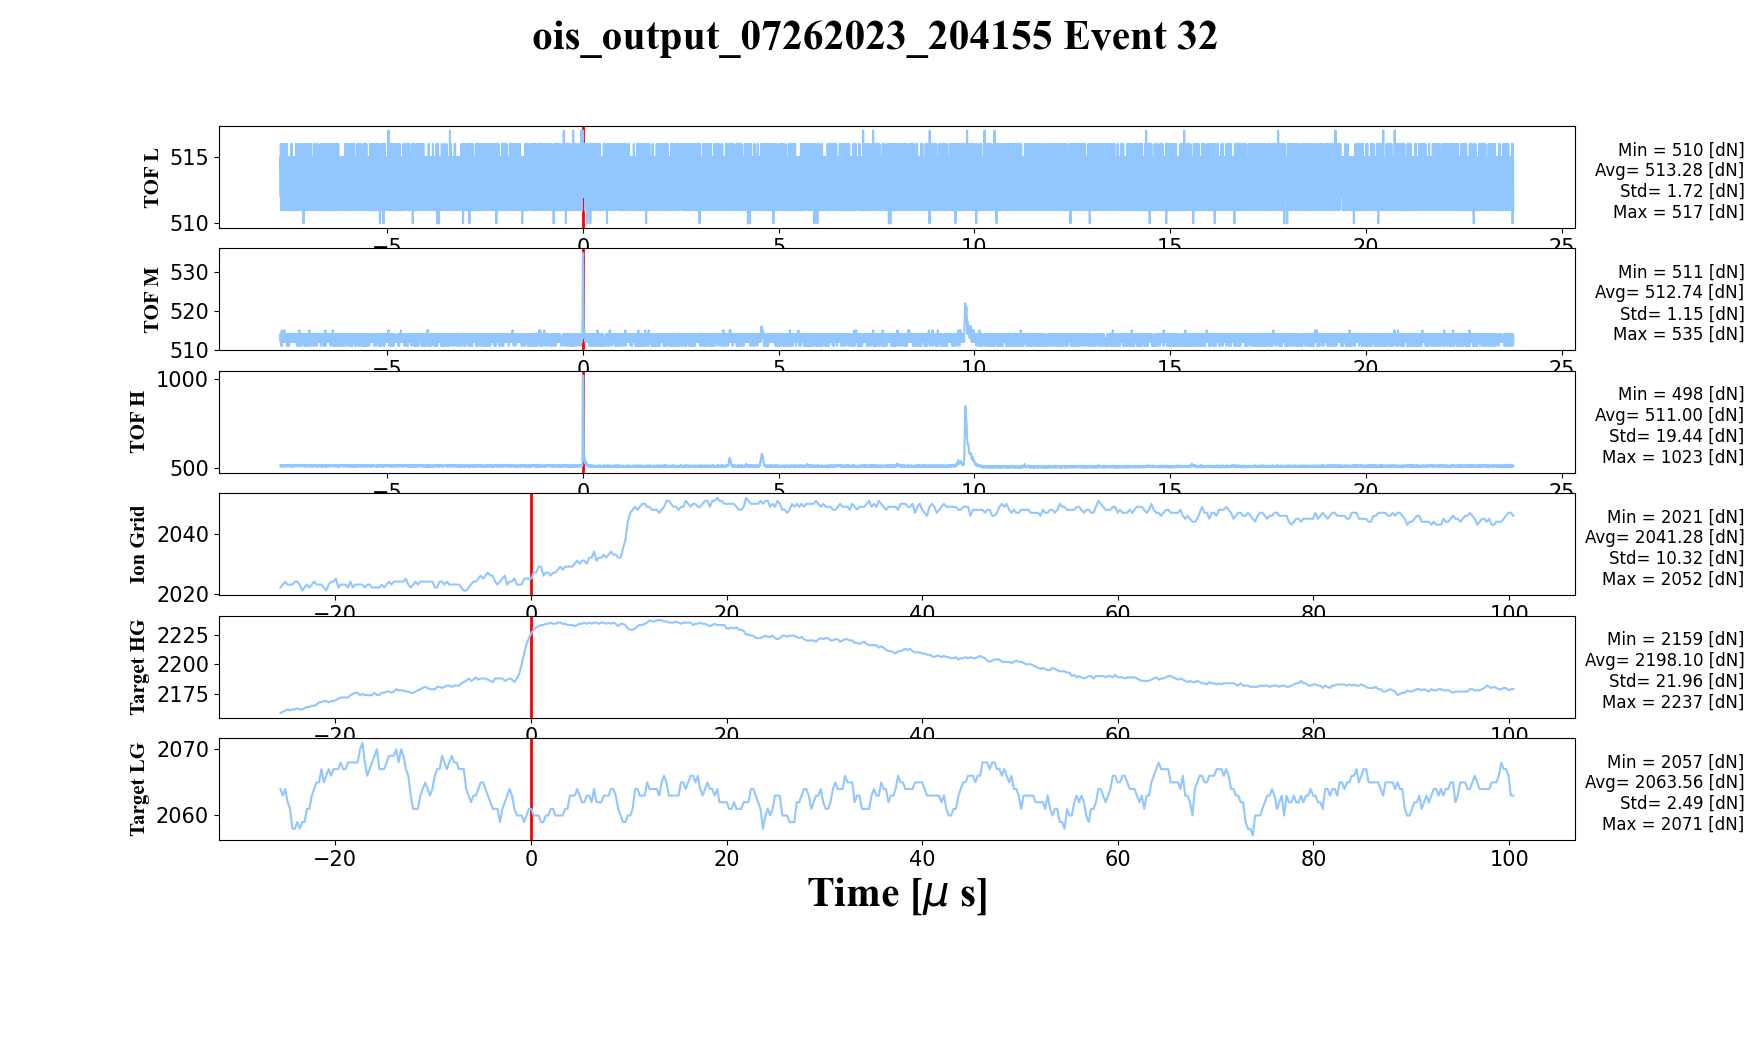 ois_output_07262023_204155 Event 32
TOF L
515
510
−5 0 5 10 15 20 25
Min = 510 [dN]
Avg= 513.28 [dN]
Std= 1.72 [dN]
Max = 517 [dN]
TOF M
530
520
510
−5 0 5 10 15 20 25
Min = 511 [dN]
Avg= 512.74 [dN]
Std= 1.15 [dN]
Max = 535 [dN]
TOF H
1000
500
−5 0 5 10 15 20 25
Min = 498 [dN]
Avg= 511.00 [dN]
Std= 19.44 [dN]
Max = 1023 [dN]
Ion Grid
2040
2020
−20 0 20 40 60 80 100
Min = 2021 [dN]
Avg= 2041.28 [dN]
Std= 10.32 [dN]
Max = 2052 [dN]
Target HG
2225
2200
2175
−20 0 20 40 60 80 100
Min = 2159 [dN]
Avg= 2198.10 [dN]
Std= 21.96 [dN]
Max = 2237 [dN]
Target LG
2070
2060
−20 0 20 40 60 80 100
Min = 2057 [dN]
Avg= 2063.56 [dN]
Std= 2.49 [dN]
Max = 2071 [dN]
Time [μ s]